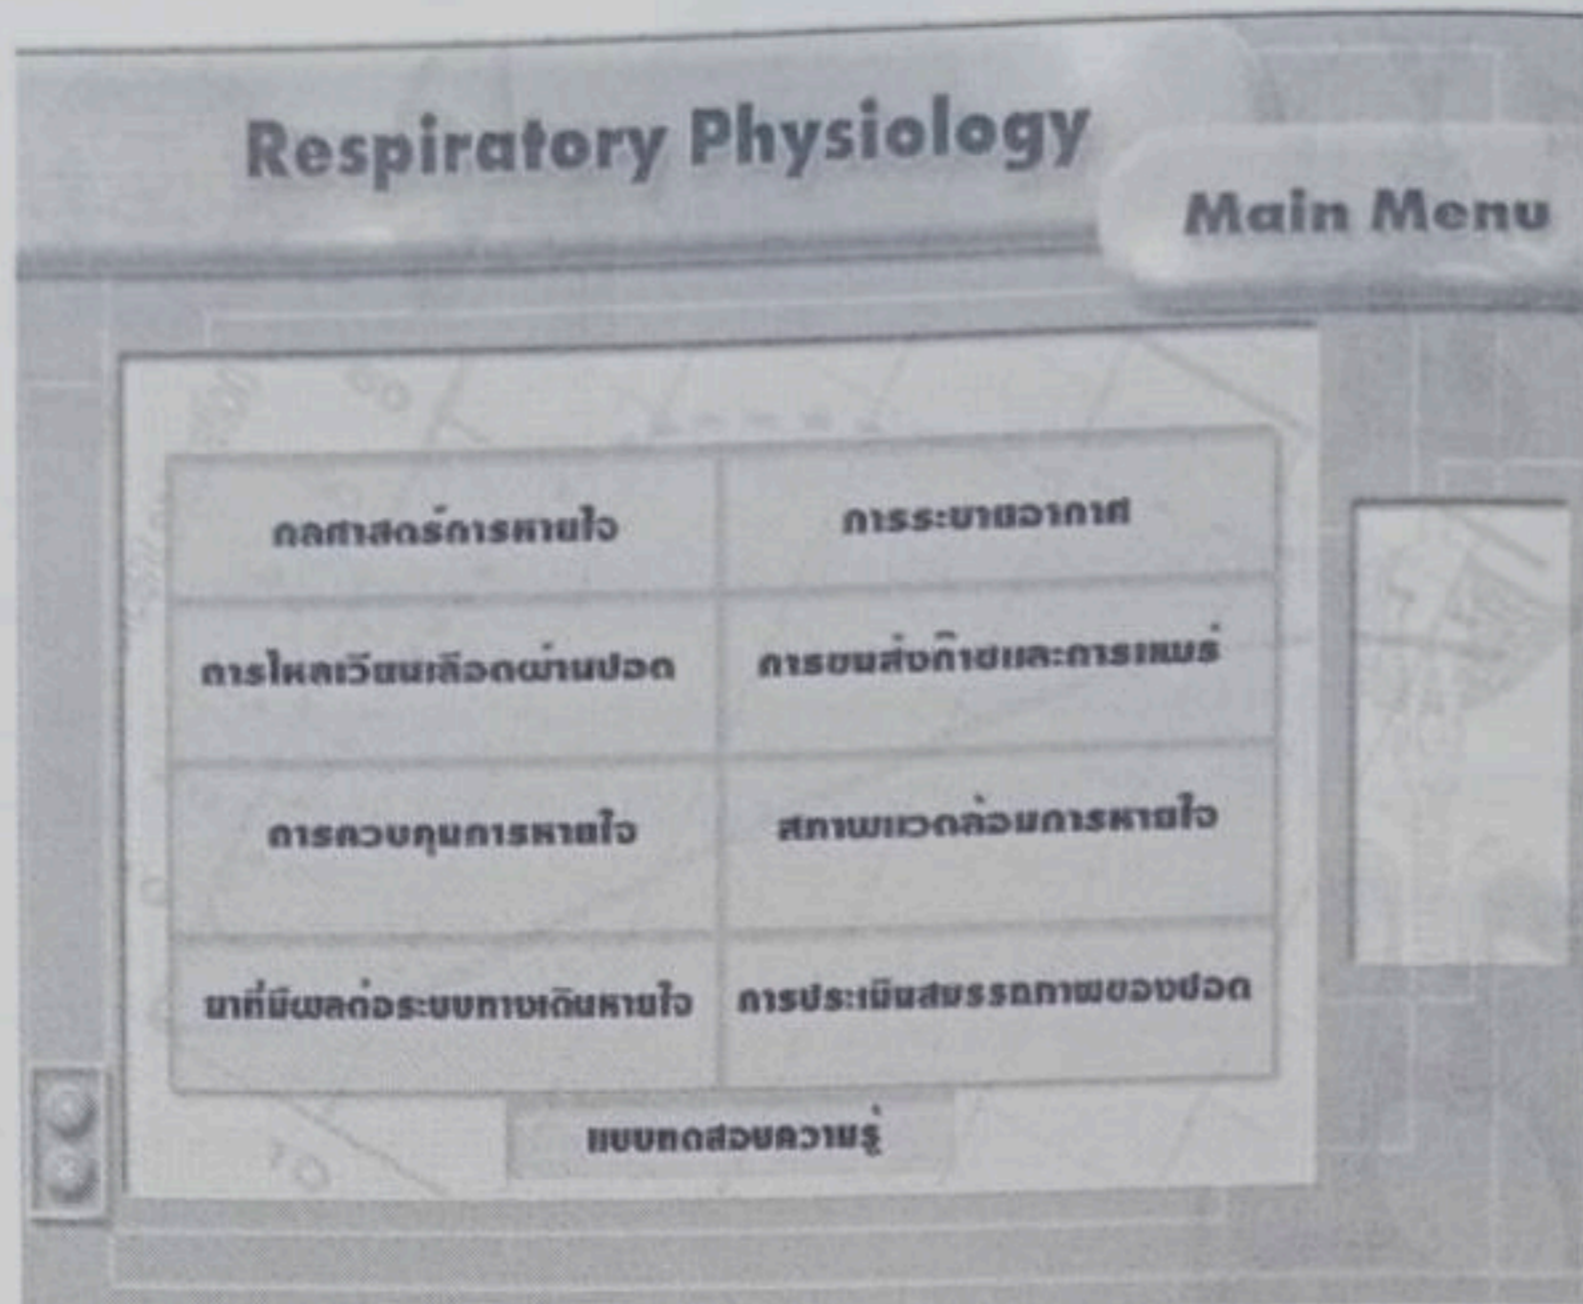 Respiratory Physiology
Main Menu
กลศาสตร์การหายใจ
การระบายอากาศ
การไหลเวียนเลือดผ่านปอด
การขนส่งก๊าซและการแพร่
การควบคุมการหายใจ
สภาพแวดล้อมการหายใจ
ยาที่มีผลต่อระบบทางเดินหายใจ
การประเมินสมรรถภาพของปอด
แบบทดสอบความรู้